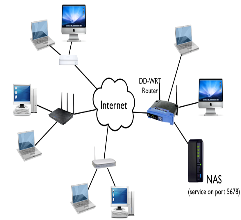 DD-WRT
Router
Internet
NAS
(service on port 5678)